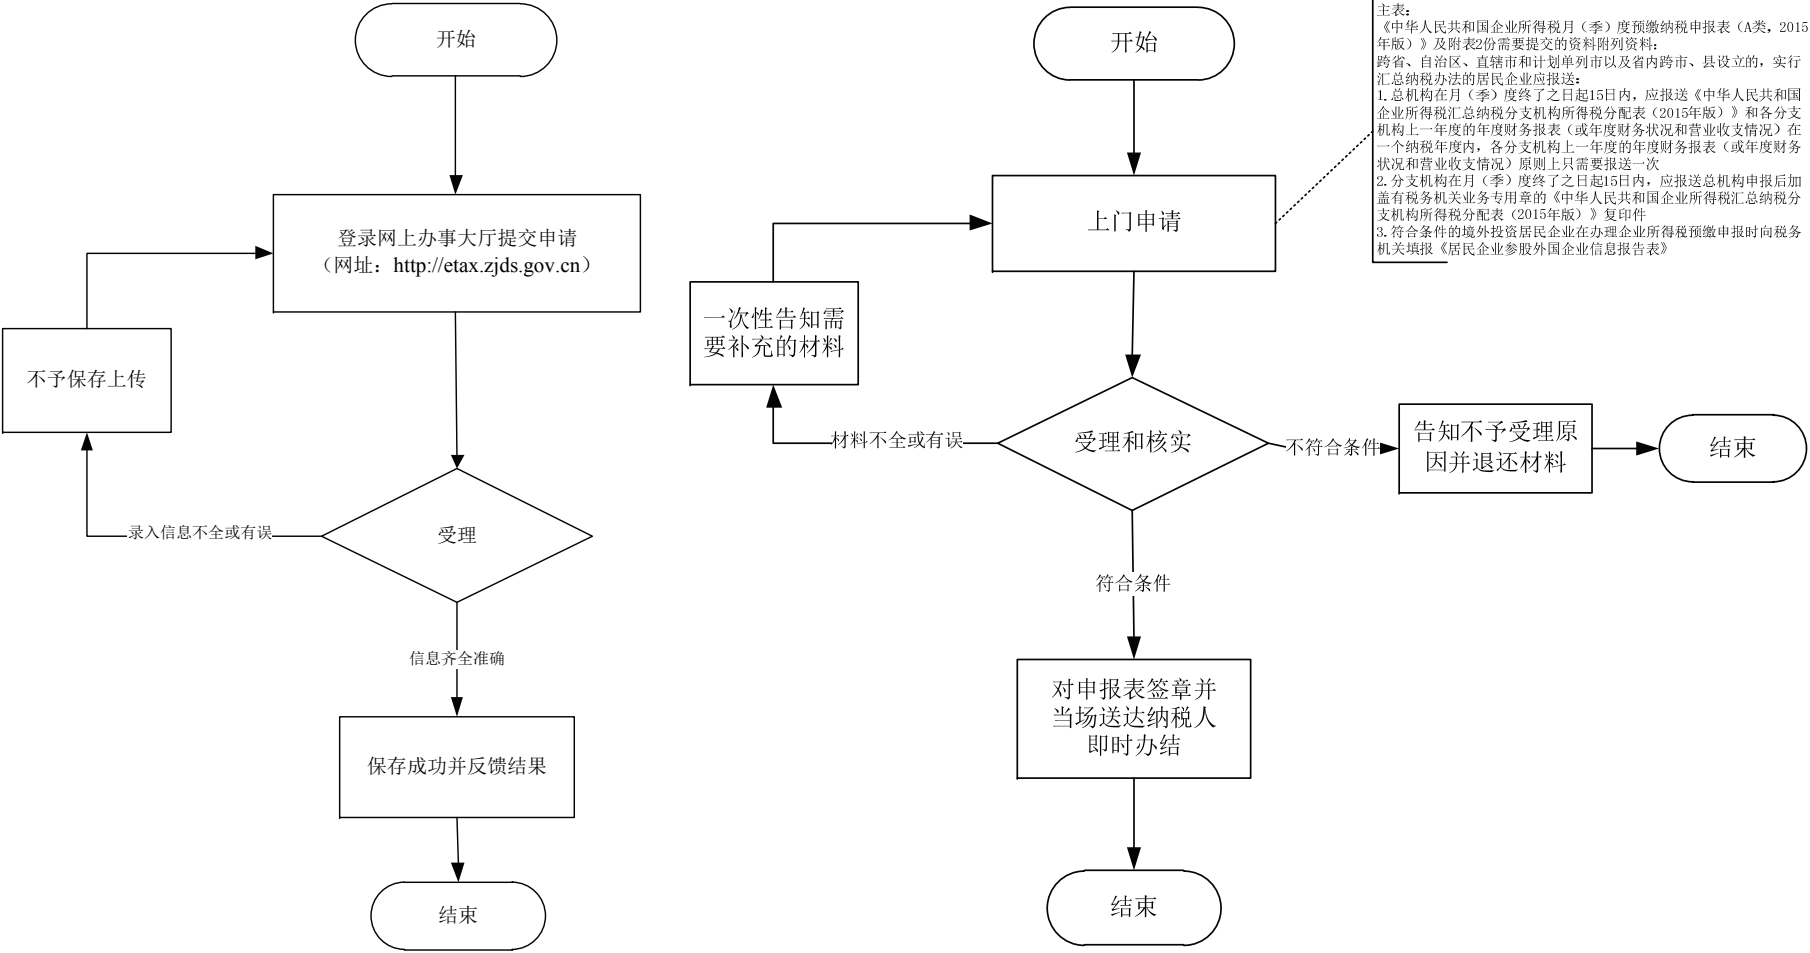 开始
登录网上办事大厅提交申请
（网址：http://etax.zjds.gov.cn）
不予保存上传
录入信息不全或有误
受理
信息齐全准确
保存成功并反馈结果
结束
开始
上门申请
一次性告知需
要补充的材料
材料不全或有误
受理和核实
不符合条件
告知不予受理原
因并退还材料
结束
符合条件
对申报表签章并
当场送达纳税人
即时办结
结束
主表：
《中华人民共和国企业所得税月（季）度预缴纳税申报表（A类，2015
年版）》及附表2份需要提交的资料附列资料：
跨省、自治区、直辖市和计划单列市以及省内跨市、县设立的，实行
汇总纳税办法的居民企业应报送：
1.总机构在月（季）度终了之日起15日内，应报送《中华人民共和国
企业所得税汇总纳税分支机构所得税分配表（2015年版）》和各分支
机构上一年度的年度财务报表（或年度财务状况和营业收支情况）在
一个纳税年度内，各分支机构上一年度的年度财务报表（或年度财务
状况和营业收支情况）原则上只需要报送一次
2.分支机构在月（季）度终了之日起15日内，应报送总机构申报后加
盖有税务机关业务专用章的《中华人民共和国企业所得税汇总纳税分
支机构所得税分配表（2015年版）》复印件
3.符合条件的境外投资居民企业在办理企业所得税预缴申报时向税务
机关填报《居民企业参股外国企业信息报告表》